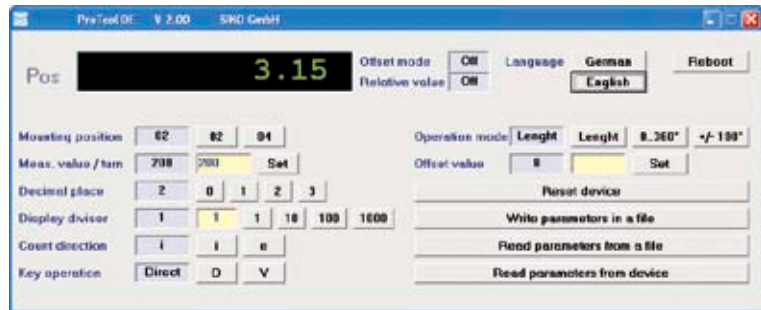 ProTool DE V 2.00 SIKO GmbH
Pos 3.15 Offset mode Off Language German Reboot
Relative value Off English
Mounting position 02 02 04 Operation mode Lenght Lenght 0..360° +/- 180°
Meas. value / turn 200 200 Set Offset value 0 Set
Decimal place 2 0 1 2 3 Reset device
Display divisor 1 1 1 10 100 1000 Write parameters in a file
Count direction i i e Read parameters from a file
Key operation Direct D V Read parameters from device